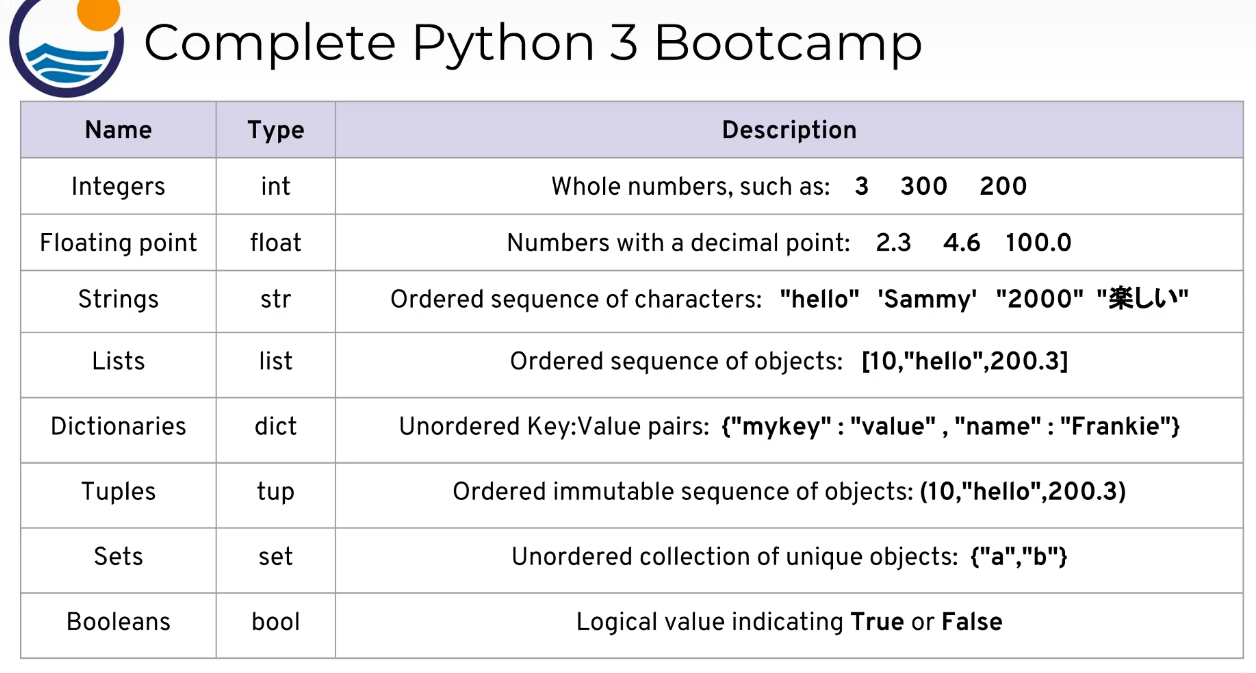 Complete Python 3 Bootcamp
Name Type Description
Integers int Whole numbers, such as: 3 300 200
Floating point float Numbers with a decimal point: 2.3 4.6 100.0
Strings str Ordered sequence of characters: "hello" 'Sammy' "2000" "楽しい"
Lists list Ordered sequence of objects: [10,"hello",200.3]
Dictionaries dict Unordered Key:Value pairs: {"mykey" : "value" , "name" : "Frankie"}
Tuples tup Ordered immutable sequence of objects: (10,"hello",200.3)
Sets set Unordered collection of unique objects: {"a","b"}
Booleans bool Logical value indicating True or False